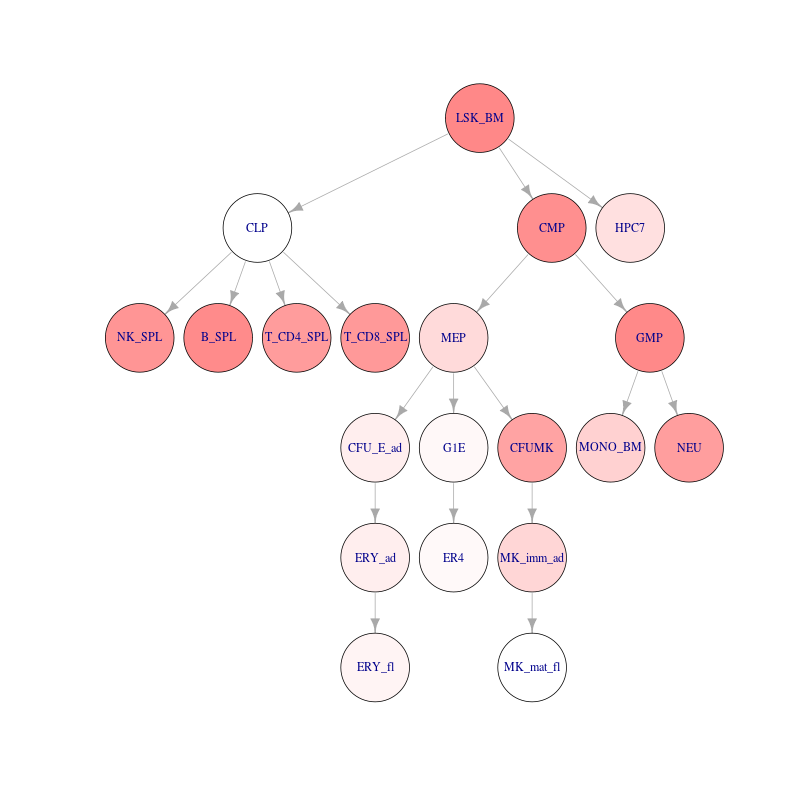 LSK_BM
CLP
CMP
HPC7
NK_SPL
B_SPL
T_CD4_SPL
T_CD8_SPL
MEP
GMP
CFU_E_ad
G1E
CFUMK
MONO_BM
NEU
ERY_ad
ER4
MK_imm_ad
ERY_fl
MK_mat_fl